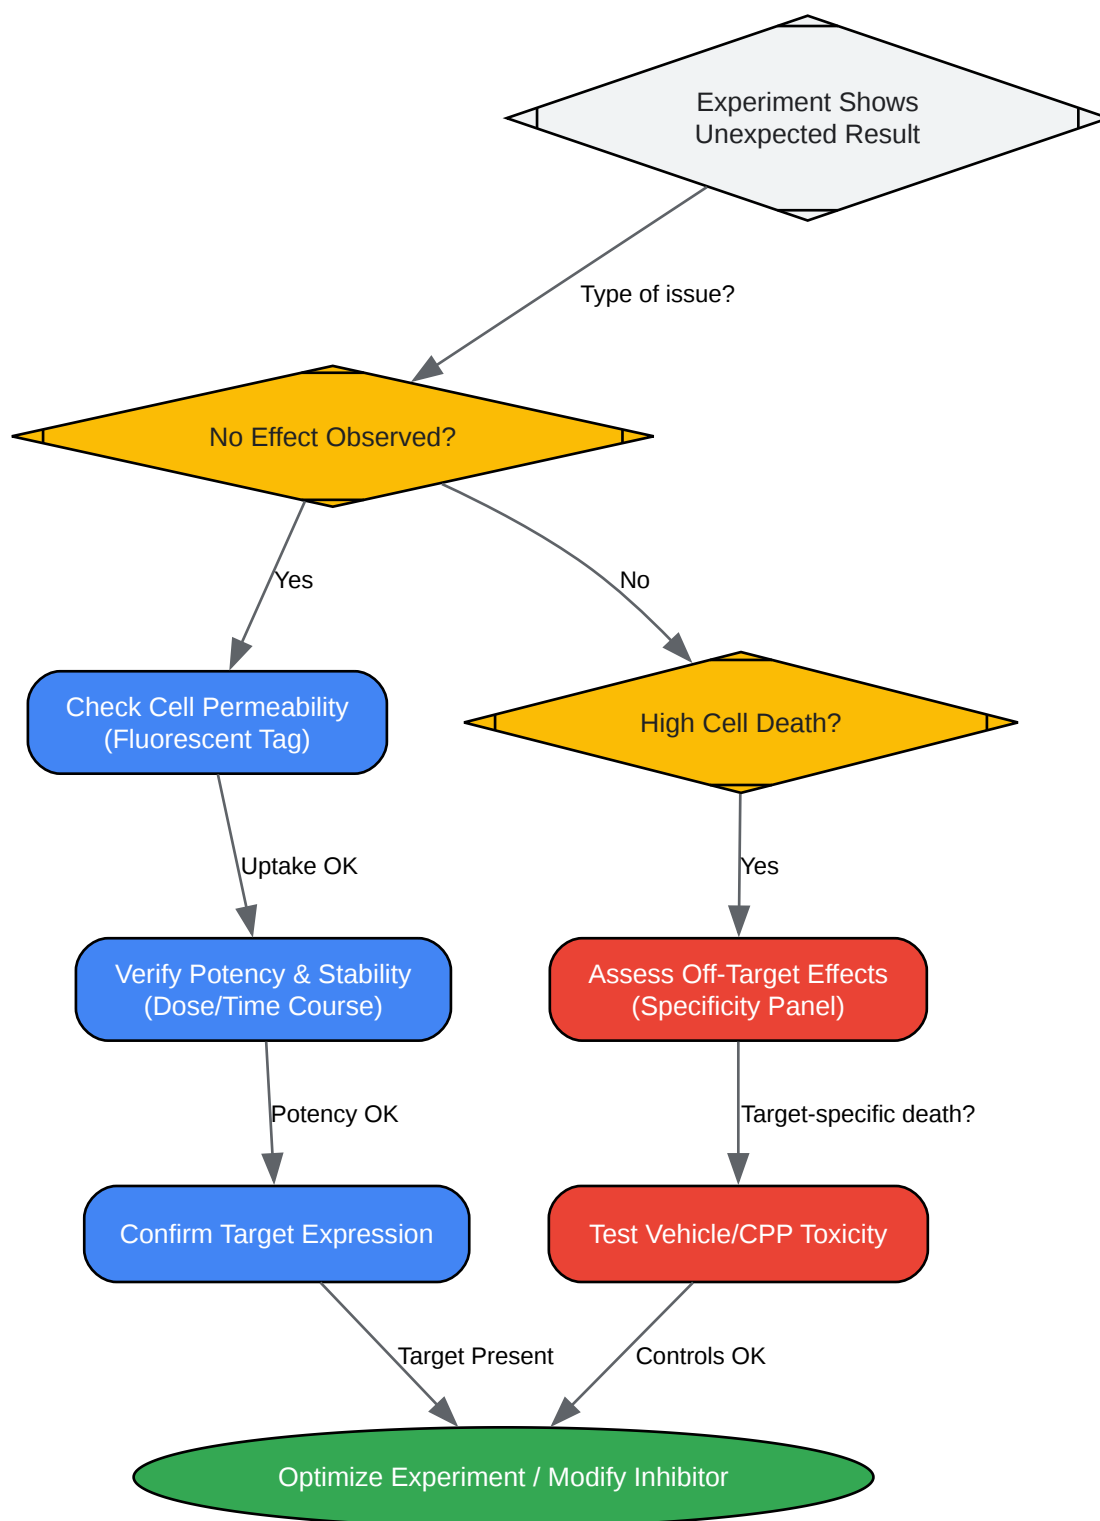 Experiment Shows
Unexpected Result
Type of issue?
No Effect Observed?
Yes
No
Check Cell Permeability
(Fluorescent Tag)
High Cell Death?
Uptake OK
Yes
Verify Potency & Stability
(Dose/Time Course)
Assess Off-Target Effects
(Specificity Panel)
Potency OK
Target-specific death?
Confirm Target Expression
Test Vehicle/CPP Toxicity
Target Present
Controls OK
Optimize Experiment / Modify Inhibitor